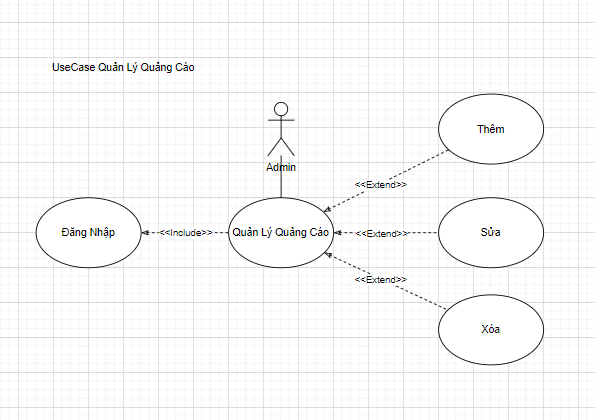 UseCase Quản Lý Quảng Cáo
Thêm
Admin
<<Extend>>
Đăng Nhập
<<Include>>
Quản Lý Quảng Cáo
<<Extend>>
Sửa
<<Extend>>
Xóa